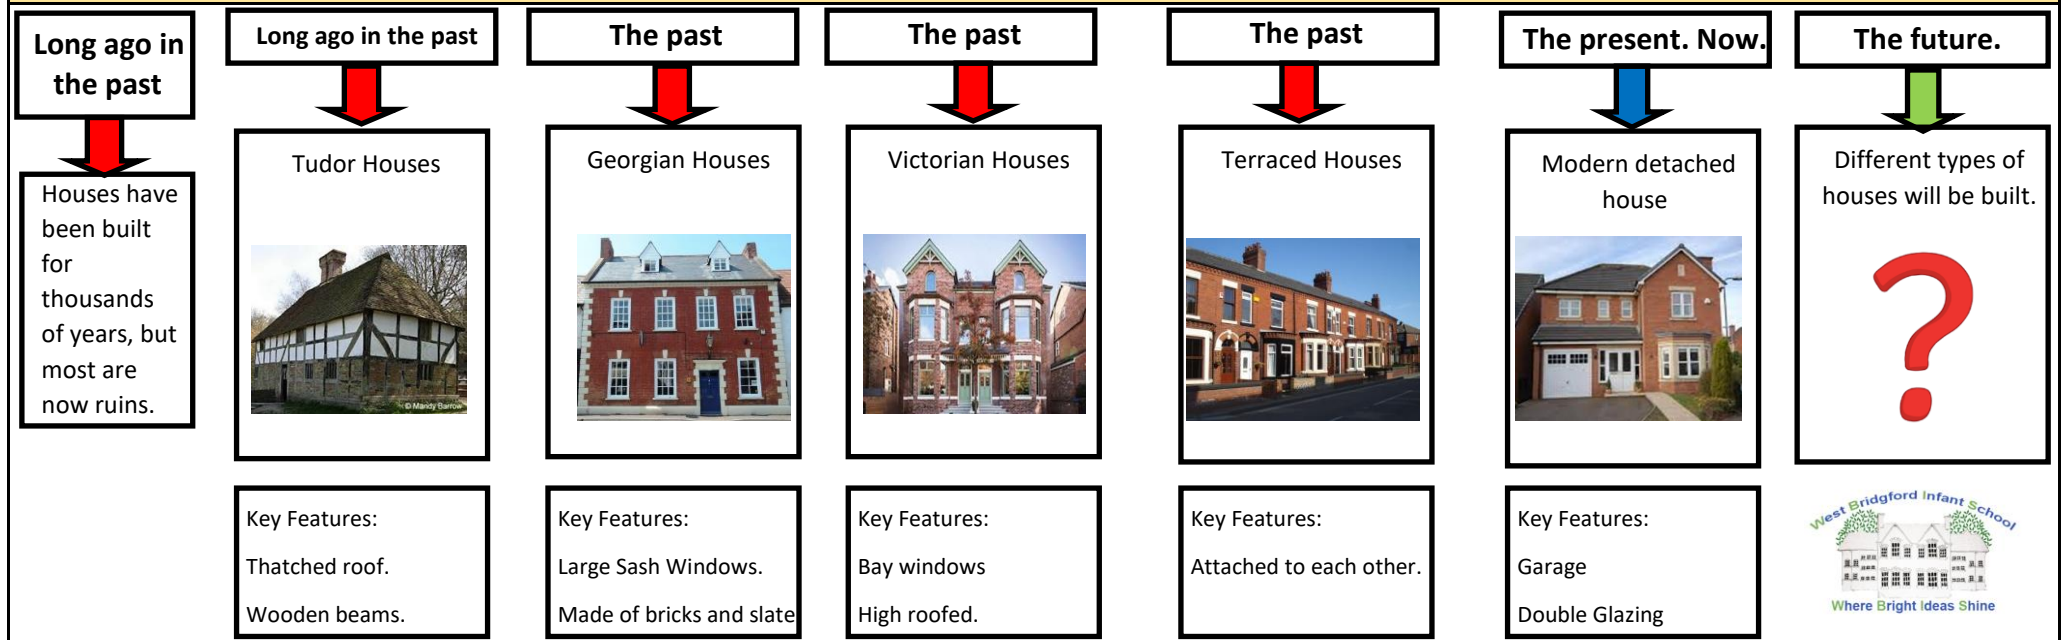 Long ago in
the past
Houses have
been built
for
thousands
of years, but
most are
now ruins.
Long ago in the past
Tudor Houses
© Mandy Barrow
Key Features:
Thatched roof.
Wooden beams.
The past
Georgian Houses
Key Features:
Large Sash Windows.
Made of bricks and slate
The past
Victorian Houses
Key Features:
Bay windows
High roofed.
The past
Terraced Houses
Key Features:
Attached to each other.
The present. Now.
Modern detached
house
Key Features:
Garage
Double Glazing
The future.
Different types of
houses will be built.
?
West Bridgford Infant School
Where Bright Ideas Shine